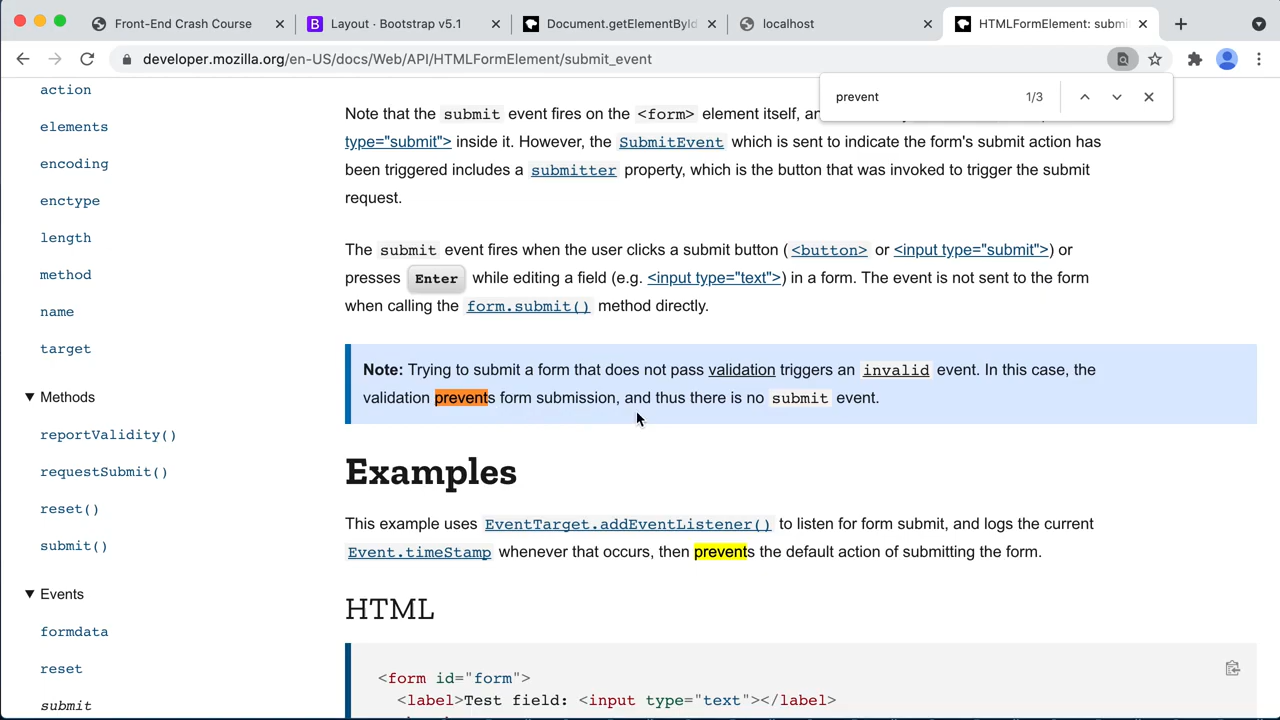 Front-End Crash Course
Layout · Bootstrap v5.1
Document.getElementById
localhost
HTMLFormElement: submi
developer.mozilla.org/en-US/docs/Web/API/HTMLFormElement/submit_event
prevent 1/3
action
elements
encoding
enctype
length
method
name
target
Methods
reportValidity()
requestSubmit()
reset()
submit()
Events
formdata
reset
submit
Note that the submit event fires on the <form> element itself, an
type="submit"> inside it. However, the SubmitEvent which is sent to indicate the form's submit action has
been triggered includes a submitter property, which is the button that was invoked to trigger the submit
request.
The submit event fires when the user clicks a submit button ( <button> or <input type="submit">) or
presses Enter while editing a field (e.g. <input type="text">) in a form. The event is not sent to the form
when calling the form.submit() method directly.
Note: Trying to submit a form that does not pass validation triggers an invalid event. In this case, the
validation prevents form submission, and thus there is no submit event.
Examples
This example uses EventTarget.addEventListener() to listen for form submit, and logs the current
Event.timeStamp whenever that occurs, then prevents the default action of submitting the form.
HTML
<form id="form">
<label>Test field: <input type="text"></label>